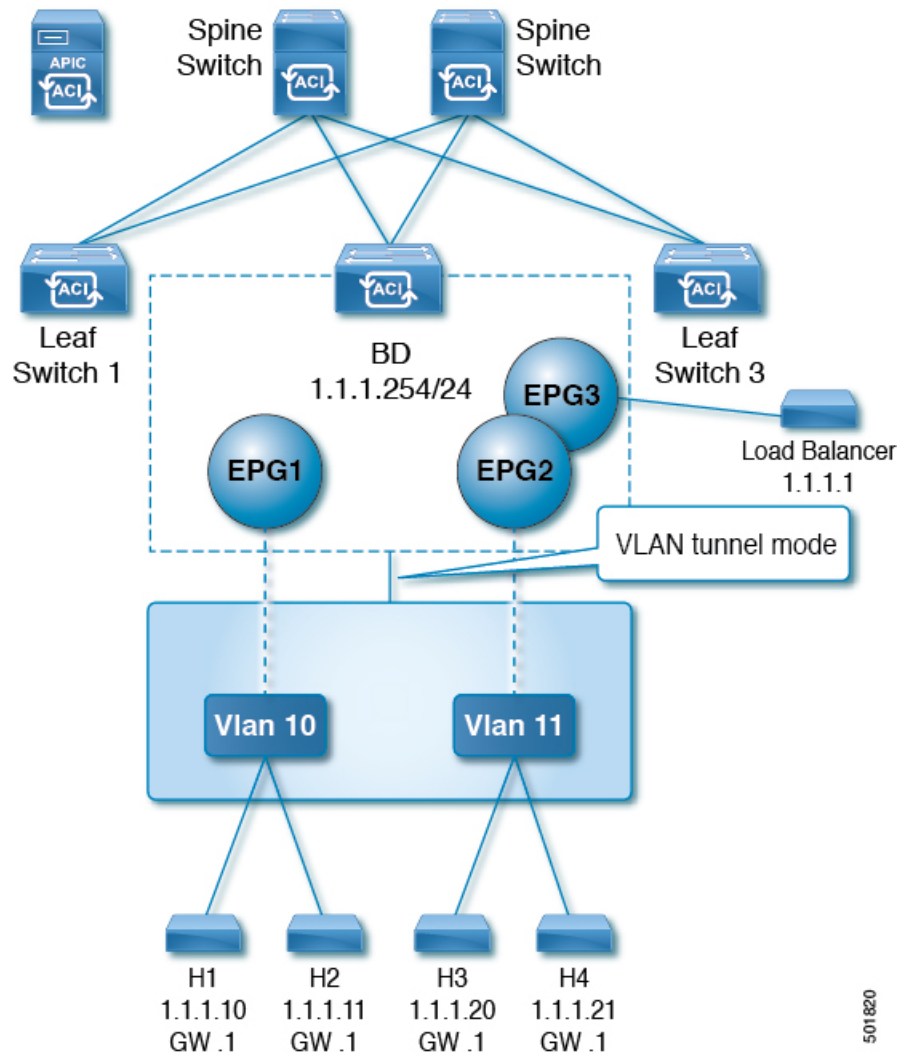 APIC
ACI
Spine
Switch
ACI
Spine
Switch
ACI
ACI
Leaf
Switch 1
ACI
ACI
Leaf
Switch 3
BD
1.1.1.254/24
EPG1
EPG2
EPG3
Load Balancer
1.1.1.1
VLAN tunnel mode
Vlan 10
Vlan 11
H1
1.1.1.10
GW .1
H2
1.1.1.11
GW .1
H3
1.1.1.20
GW .1
H4
1.1.1.21
GW .1
501820